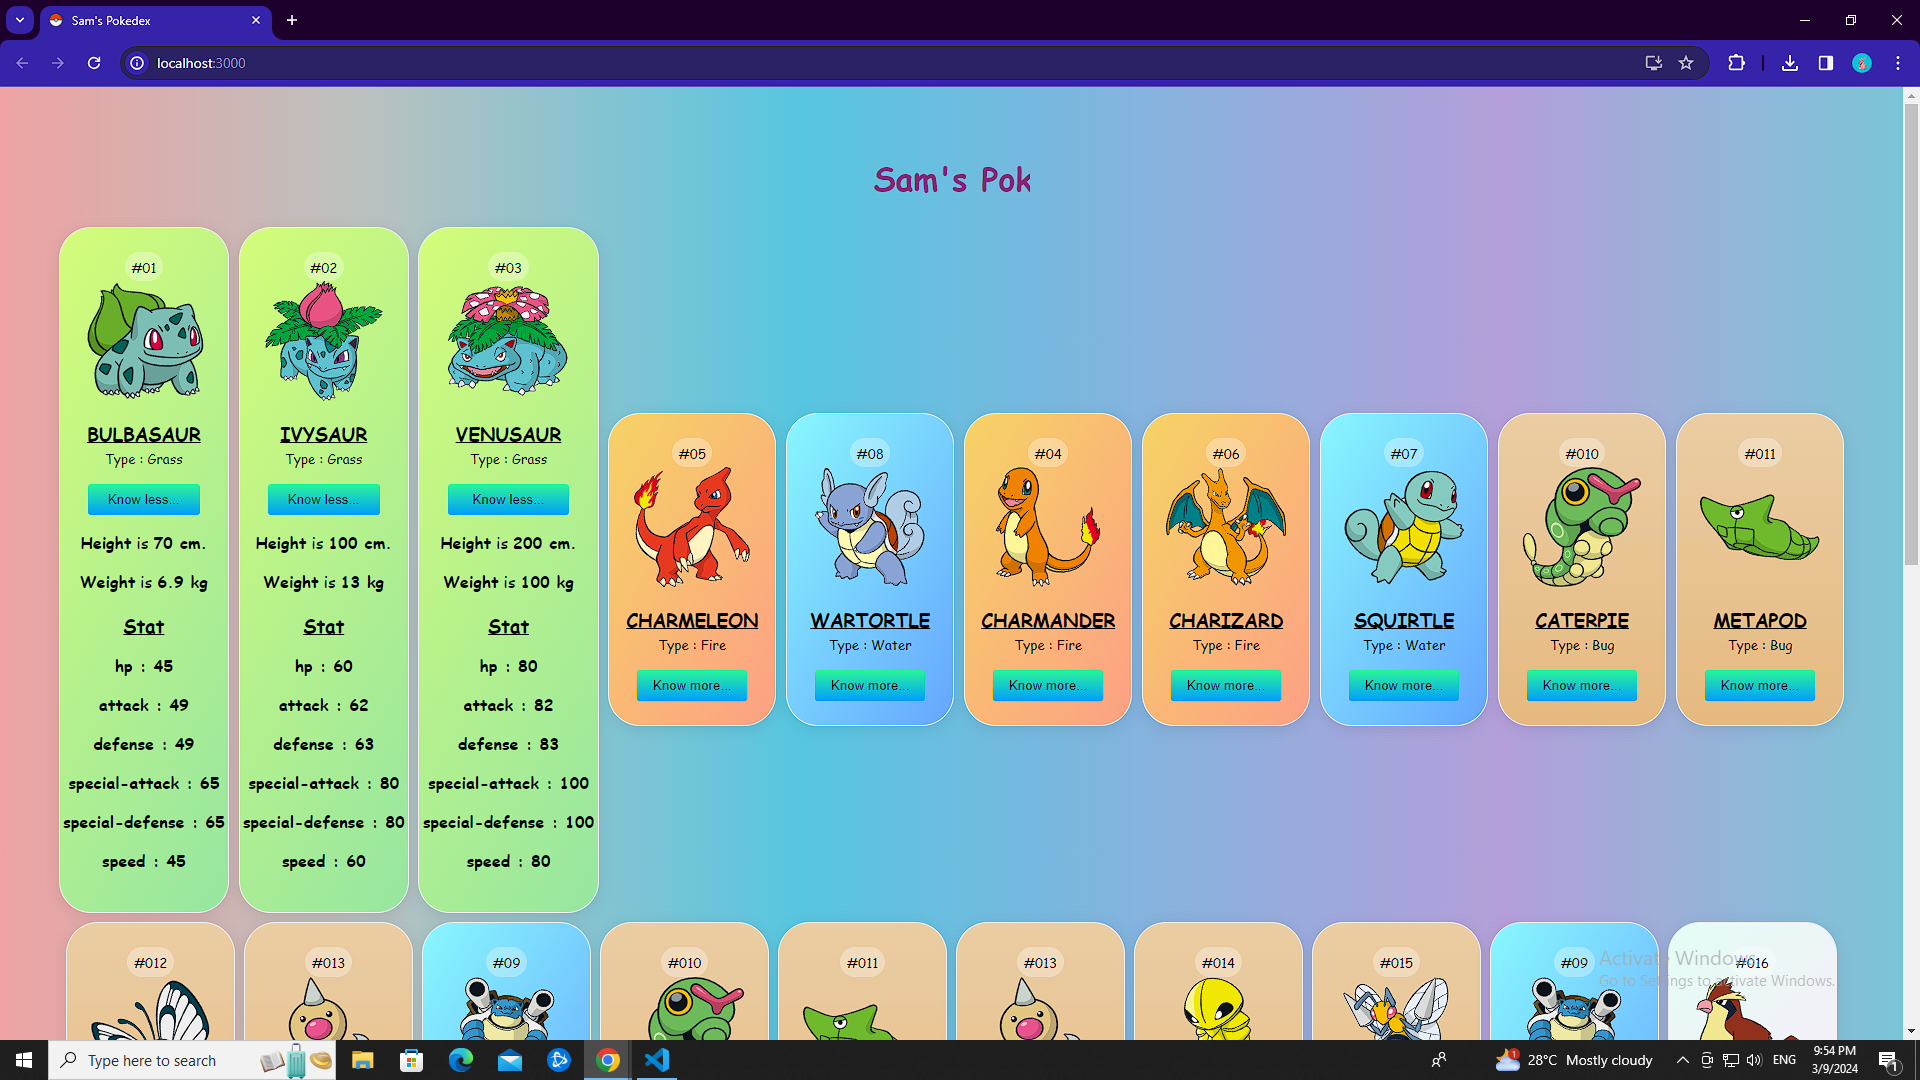 Sam's Pokedex
localhost:3000
Sam's Pok
#01
BULBASAUR
Type : Grass
Know less...
Height is 70 cm.
Weight is 6.9 kg
Stat
hp : 45
attack : 49
defense : 49
special-attack : 65
special-defense : 65
speed : 45
#02
IVYSAUR
Type : Grass
Know less...
Height is 100 cm.
Weight is 13 kg
Stat
hp : 60
attack : 62
defense : 63
special-attack : 80
special-defense : 80
speed : 60
#03
VENUSAUR
Type : Grass
Know less...
Height is 200 cm.
Weight is 100 kg
Stat
hp : 80
attack : 82
defense : 83
special-attack : 100
special-defense : 100
speed : 80
#05
CHARMELEON
Type : Fire
Know more...
#08
WARTORTLE
Type : Water
Know more...
#04
CHARMANDER
Type : Fire
Know more...
#06
CHARIZARD
Type : Fire
Know more...
#07
SQUIRTLE
Type : Water
Know more...
#010
CATERPIE
Type : Bug
Know more...
#011
METAPOD
Type : Bug
Know more...
#012
#013
#09
#010
#011
#013
#014
#015
#09
#016
Activate Windows
Go to Settings to activate Windows.
Type here to search
1
28°C Mostly cloudy
ENG
9:54 PM
3/9/2024
1